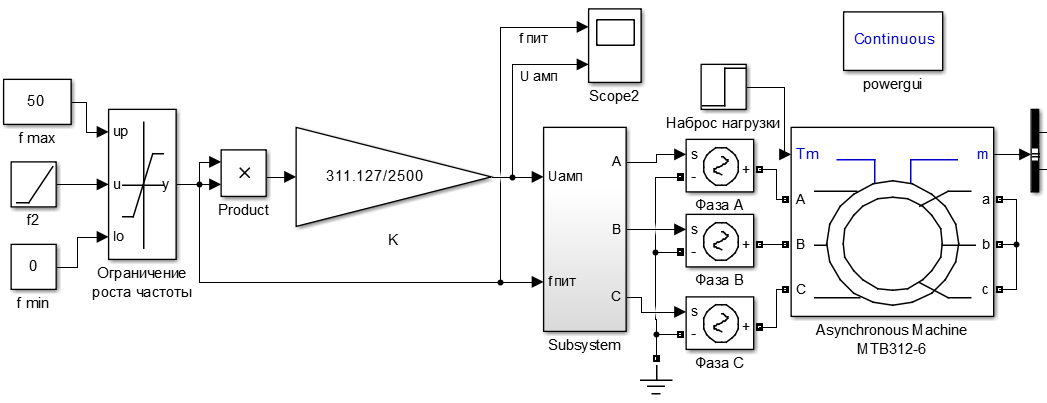 50
f max
f2
0
f min
up
u
y
lo
Ограничение
роста частоты
×
Product
311.127/2500
K
f пит
U амп
Scope2
Uамп
fпит
A
B
C
Subsystem
Наброс нагрузки
s
-
+
Фаза A
s
-
+
Фаза B
s
-
+
Фаза C
Continuous
powergui
Tm
m
A
B
C
a
b
c
Asynchronous Machine
MTB312-6